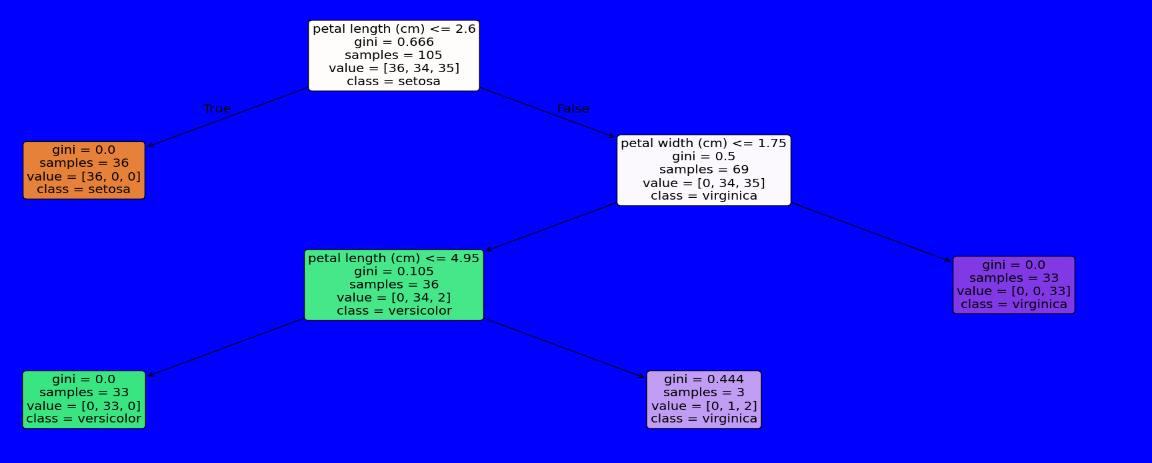 petal length (cm) <= 2.6
gini = 0.666
samples = 105
value = [36, 34, 35]
class = setosa
True
False
gini = 0.0
samples = 36
value = [36, 0, 0]
class = setosa
petal width (cm) <= 1.75
gini = 0.5
samples = 69
value = [0, 34, 35]
class = virginica
petal length (cm) <= 4.95
gini = 0.105
samples = 36
value = [0, 34, 2]
class = versicolor
gini = 0.0
samples = 33
value = [0, 0, 33]
class = virginica
gini = 0.0
samples = 33
value = [0, 33, 0]
class = versicolor
gini = 0.444
samples = 3
value = [0, 1, 2]
class = virginica